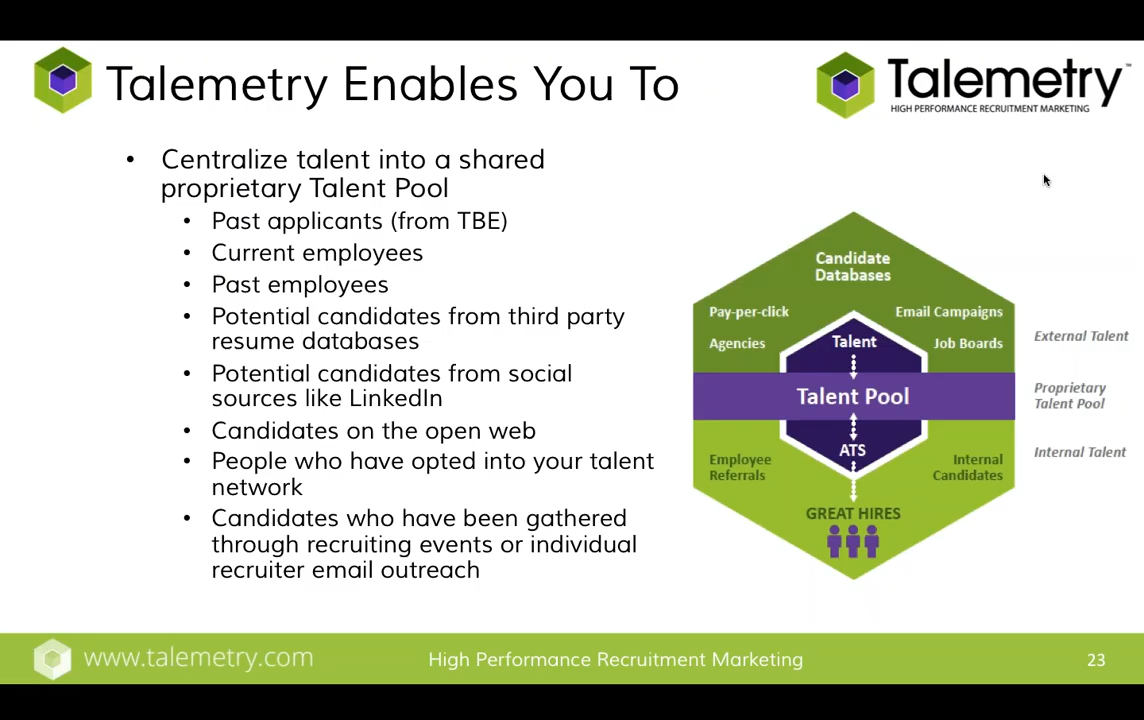 Talemetry Enables You To
Talemetry™
HIGH PERFORMANCE RECRUITMENT MARKETING
• Centralize talent into a shared
proprietary Talent Pool
• Past applicants (from TBE)
• Current employees
• Past employees
• Potential candidates from third party
resume databases
• Potential candidates from social
sources like LinkedIn
• Candidates on the open web
• People who have opted into your talent
network
• Candidates who have been gathered
through recruiting events or individual
recruiter email outreach
Candidate
Databases
Pay-per-click
Email Campaigns
Agencies
Talent
Job Boards
External Talent
Talent Pool
Proprietary
Talent Pool
ATS
Internal Talent
Employee
Referrals
Internal
Candidates
GREAT HIRES
www.talemetry.com
High Performance Recruitment Marketing
23